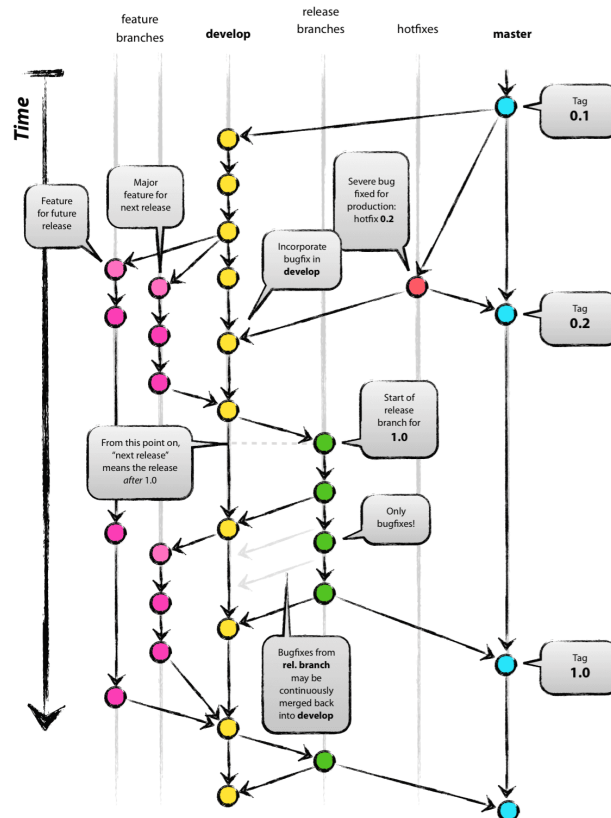 feature
branches
develop
release
branches
hotfixes
master
Time
Tag
0.1
Major
feature for
next release
Feature
for future
release
Severe bug
fixed for
production:
hotfix 0.2
Incorporate
bugfix in
develop
Tag
0.2
Start of
release
branch for
1.0
From this point on,
“next release”
means the release
after 1.0
Only
bugfixes!
Bugfixes from
rel. branch
may be
continuously
merged back
into develop
Tag
1.0